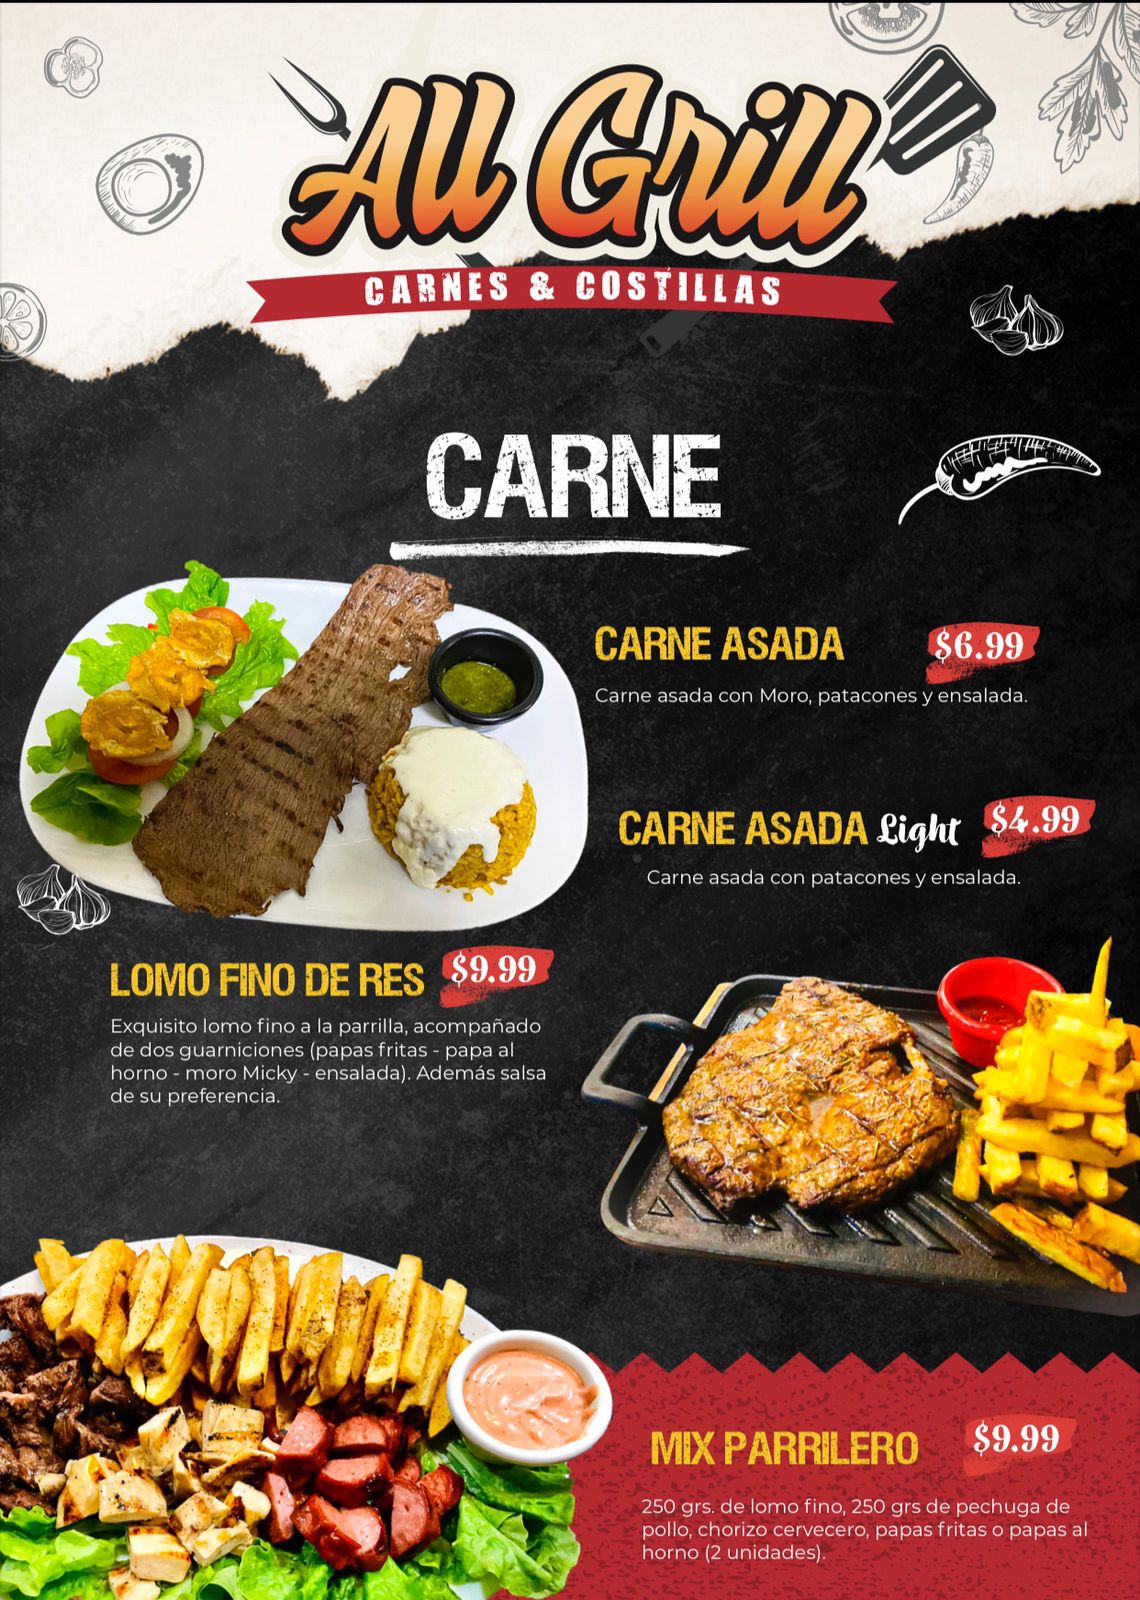 All Grill
CARNES & COSTILLAS
CARNE
CARNE ASADA $6.99
Carne asada con Moro, patacones y ensalada.
CARNE ASADA Light $4.99
Carne asada con patacones y ensalada.
LOMO FINO DE RES $9.99
Exquisito lomo fino a la parrilla, acompañado
de dos guarniciones (papas fritas - papa al
horno - moro Micky - ensalada). Además salsa
de su preferencia.
MIX PARRILERO $9.99
250 grs. de lomo fino, 250 grs de pechuga de
pollo, chorizo cervecero, papas fritas o papas al
horno (2 unidades).